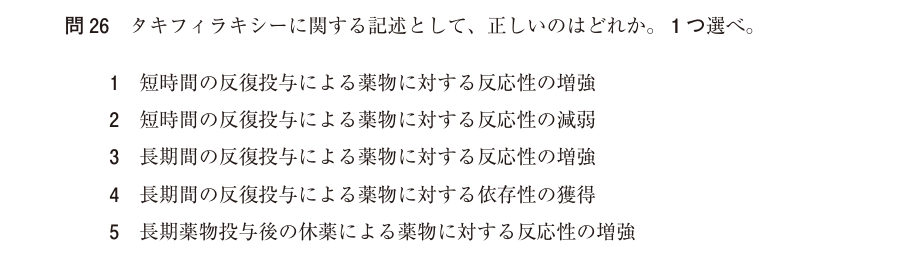 問 26 タキフィラキシーに関する記述として、正しいのはどれか。1つ選べ。
1 短時間の反復投与による薬物に対する反応性の増強
2 短時間の反復投与による薬物に対する反応性の減弱
3 長期間の反復投与による薬物に対する反応性の増強
4 長期間の反復投与による薬物に対する依存性の獲得
5 長期薬物投与後の休薬による薬物に対する反応性の増強